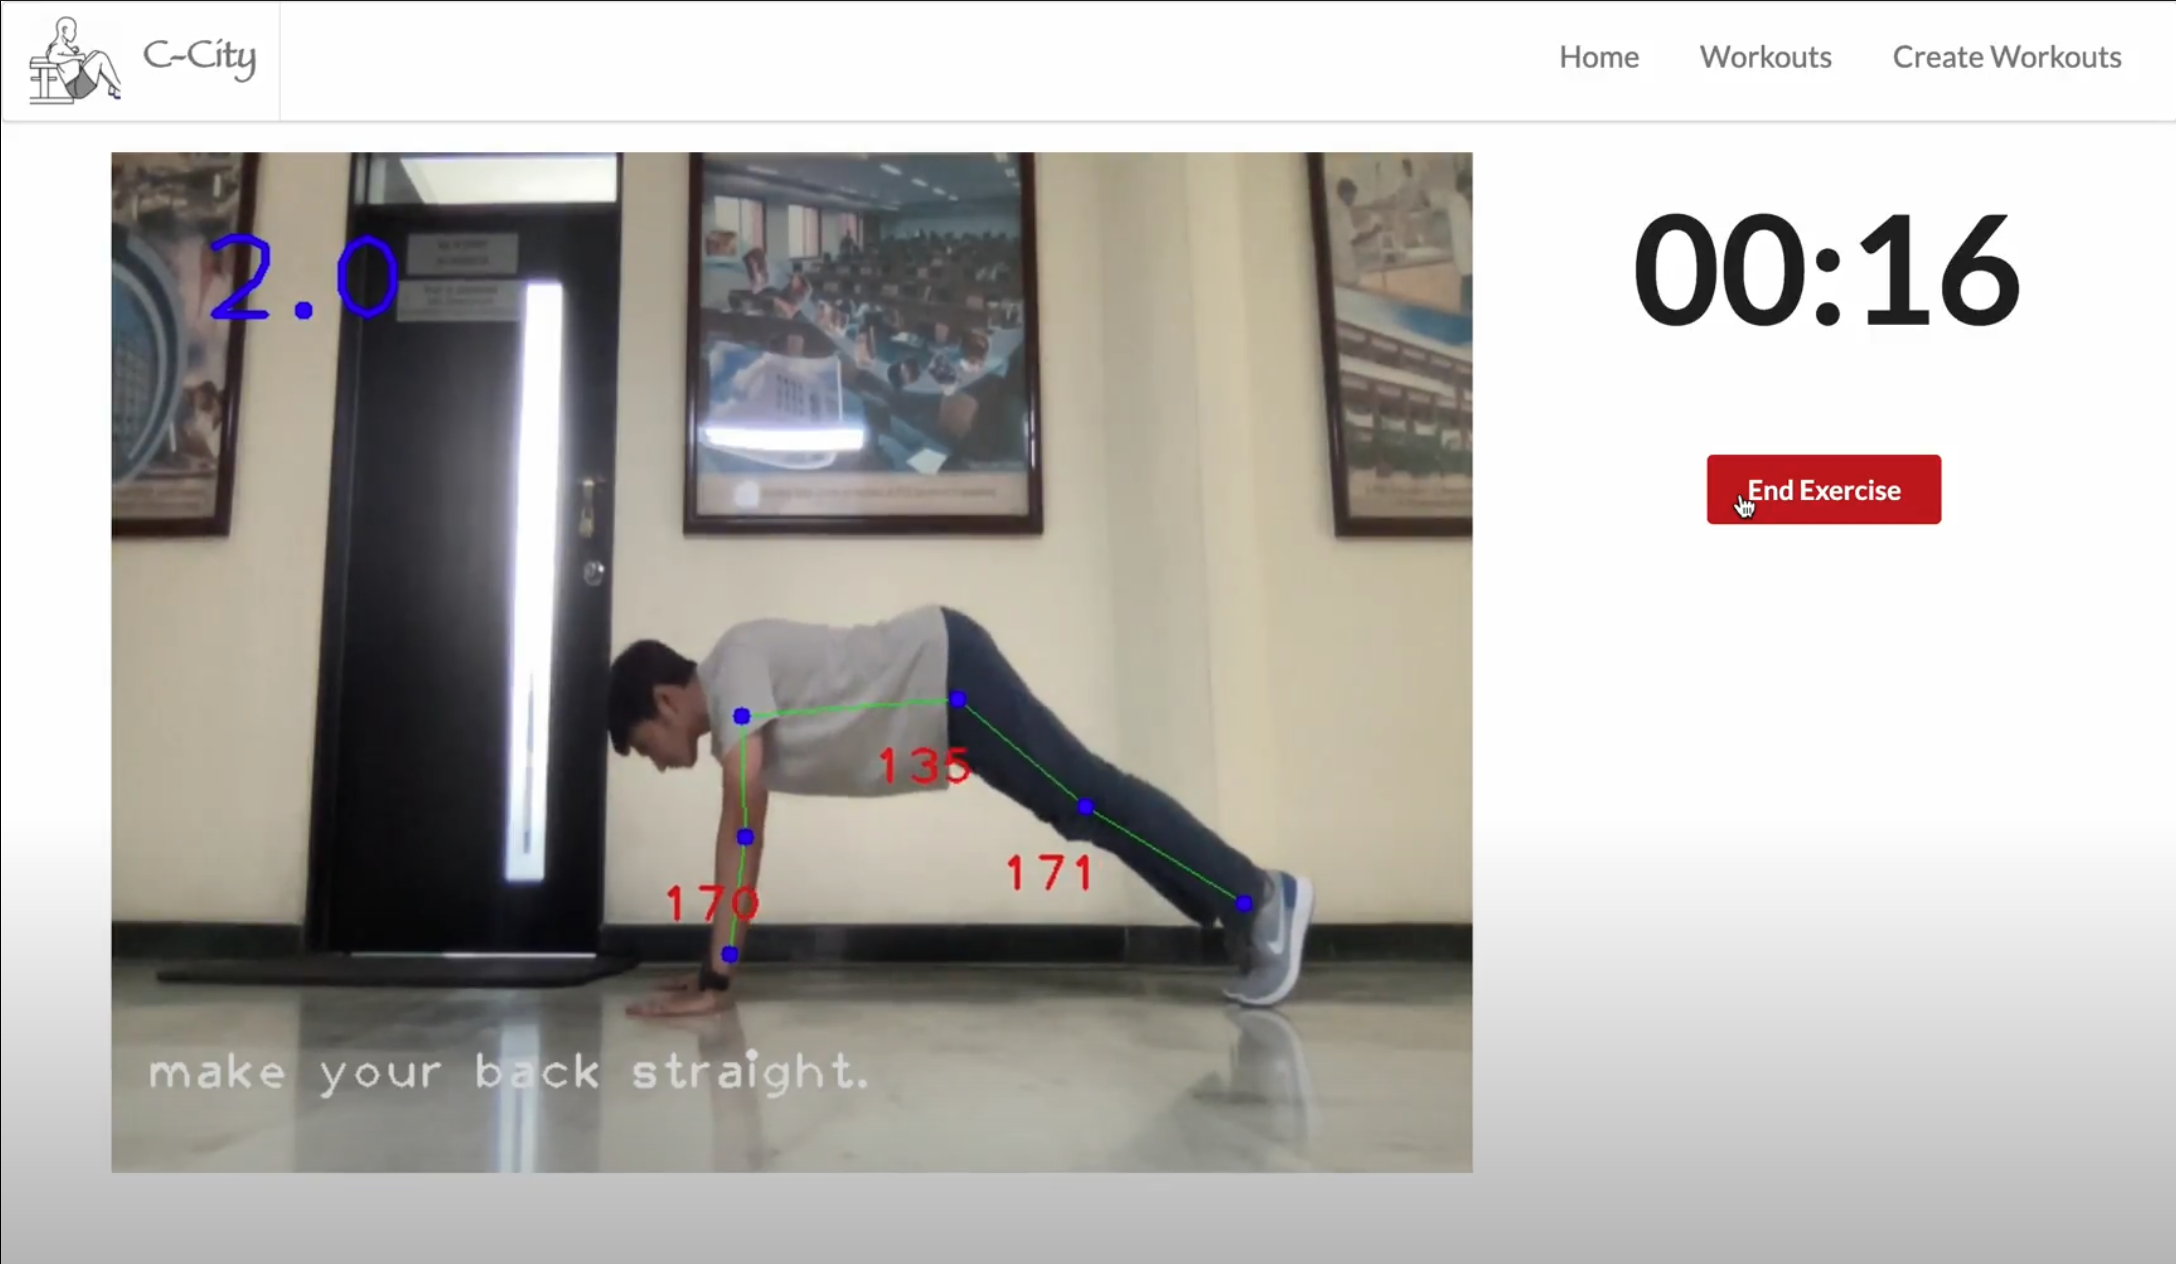 C-City
Home Workouts Create Workouts
2.0
00:16
End Exercise
135
171
170
make your back straight.